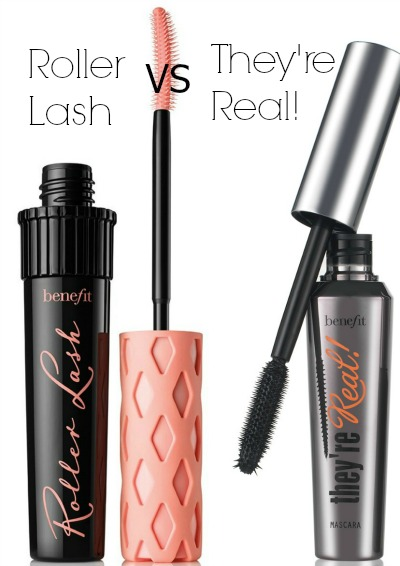 Roller
Lash
vs
They're
Real!
benefit
Roller Lash
benefit
they're Real!
MASCARA